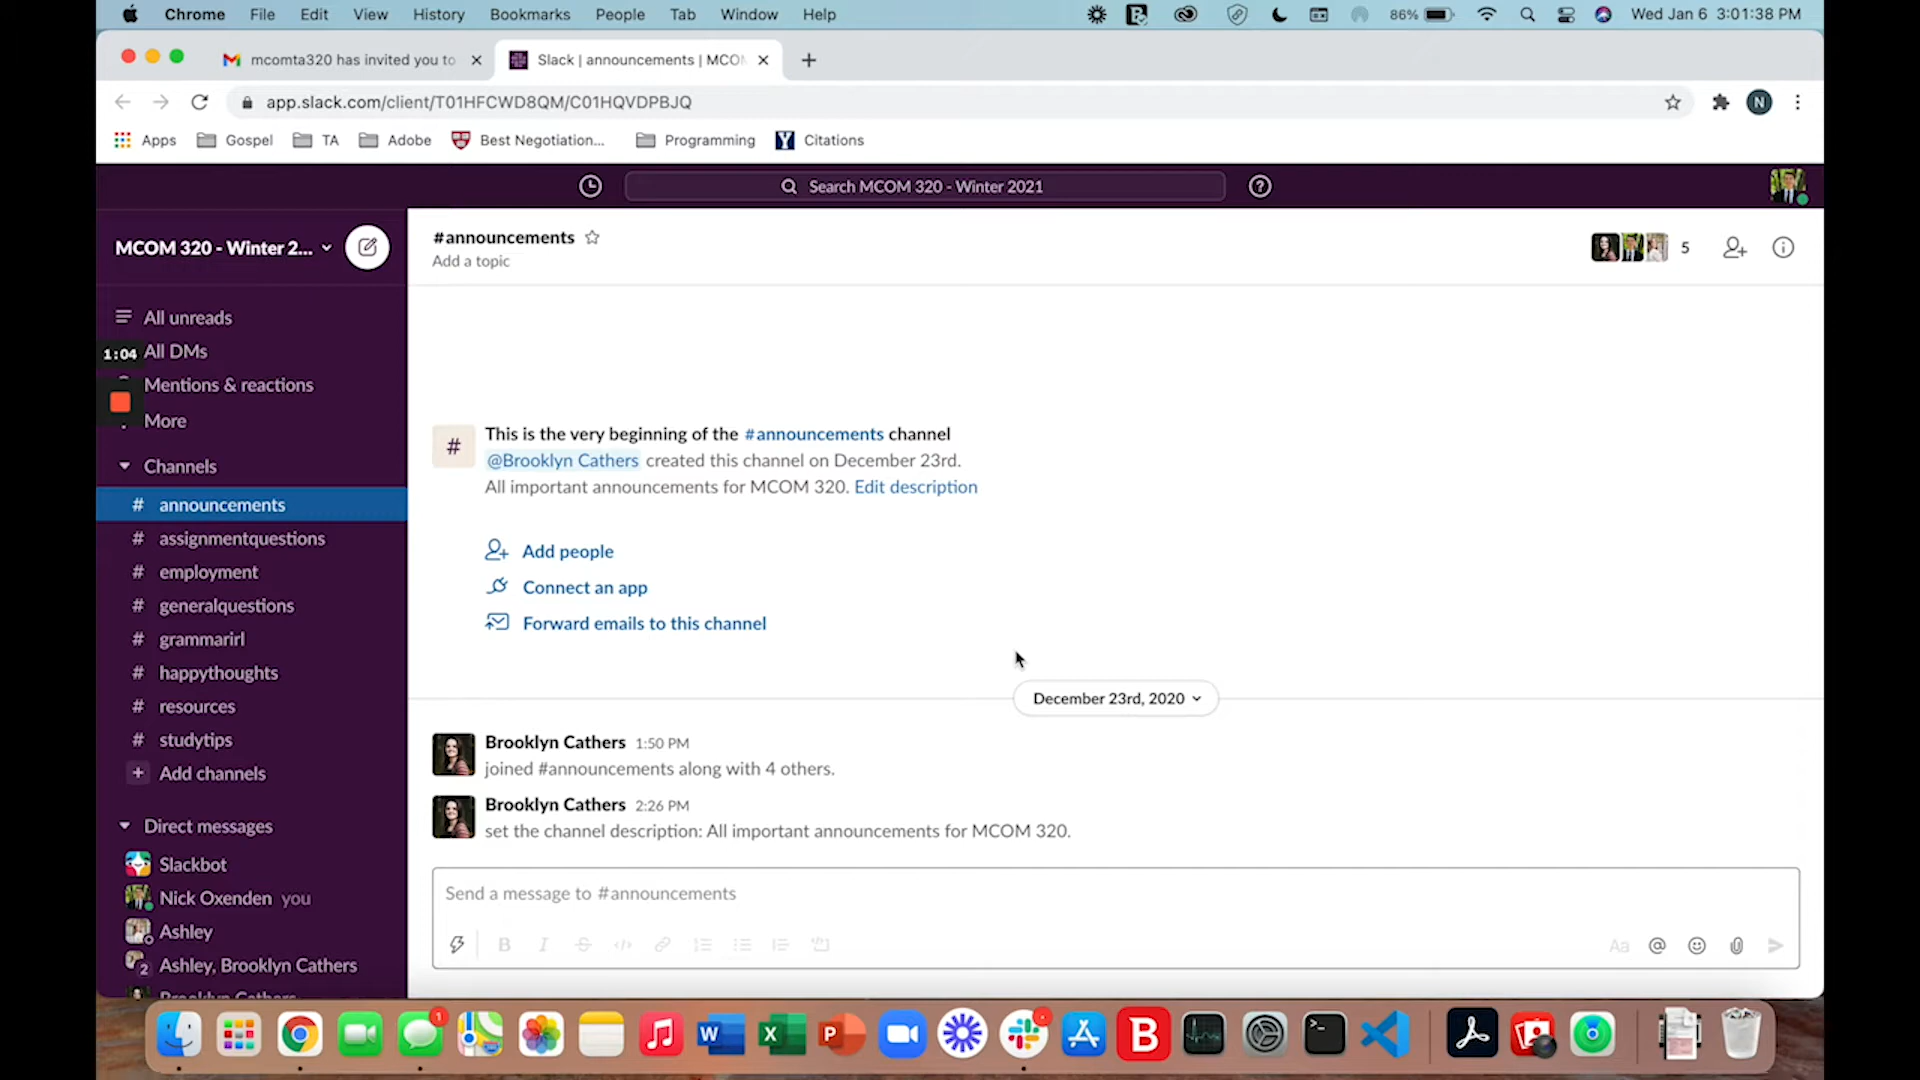 Chrome File Edit View History Bookmarks People Tab Window Help 86% Wed Jan 6 3:01:38 PM
mcomta320 has invited you to
Slack | announcements | MCO
app.slack.com/client/T01HFCWD8QM/C01HQVDPBJQ
N
Apps Gospel TA Adobe Best Negotiation... Programming Citations
Search MCOM 320 - Winter 2021
MCOM 320 - Winter 2...
#announcements
Add a topic
5
All unreads
1:04
All DMs
Mentions & reactions
More
Channels
# announcements
# assignmentquestions
# employment
# generalquestions
# grammarirl
# happythoughts
# resources
# studytips
+ Add channels
Direct messages
Slackbot
Nick Oxenden you
Ashley
2 Ashley, Brooklyn Cathers
Brooklyn Cathers
#
This is the very beginning of the #announcements channel
@Brooklyn Cathers created this channel on December 23rd.
All important announcements for MCOM 320. Edit description
Add people
Connect an app
Forward emails to this channel
December 23rd, 2020
Brooklyn Cathers 1:50 PM
joined #announcements along with 4 others.
Brooklyn Cathers 2:26 PM
set the channel description: All important announcements for MCOM 320.
Send a message to #announcements
B I S </> Aa @
1 W X P B >_